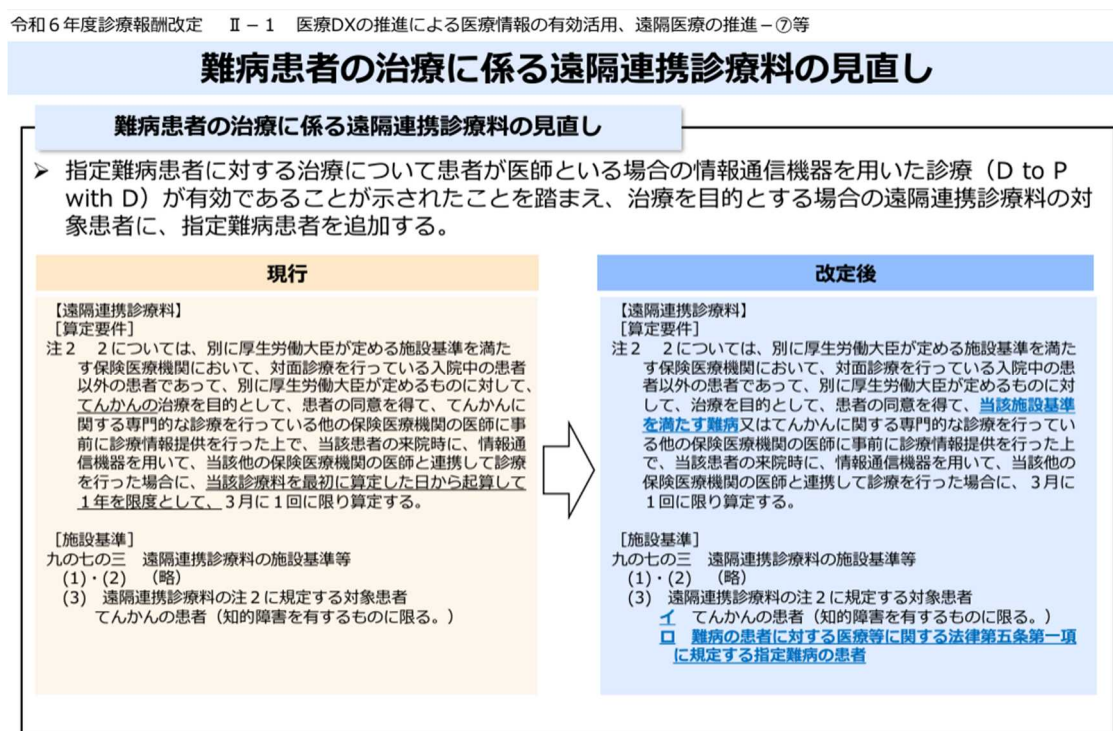 令和６年度診療報酬改定　Ⅱ－１　医療DXの推進による医療情報の有効活用、遠隔医療の推進－⑦等
難病患者の治療に係る遠隔連携診療料の見直し
難病患者の治療に係る遠隔連携診療料の見直し
➢ 指定難病患者に対する治療について患者が医師といる場合の情報通信機器を用いた診療（D to P
with D）が有効であることが示されたことを踏まえ、治療を目的とする場合の遠隔連携診療料の対
象患者に、指定難病患者を追加する。
現行
【遠隔連携診療料】
［算定要件］
注２　２については、別に厚生労働大臣が定める施設基準を満た
す保険医療機関において、対面診療を行っている入院中の患者
以外の患者であって、別に厚生労働大臣が定めるものに対して、
てんかんの治療を目的として、患者の同意を得て、てんかんに
関する専門的な診療を行っている他の保険医療機関の医師に事
前に診療情報提供を行った上で、当該患者の来院時に、情報通
信機器を用いて、当該他の保険医療機関の医師と連携して診療
を行った場合に、当該診療料を最初に算定した日から起算して
１年を限度として、３月に１回に限り算定する。
［施設基準］
九の七の三　遠隔連携診療料の施設基準等
(1)・(2)　（略）
(3)　遠隔連携診療料の注２に規定する対象患者
てんかんの患者（知的障害を有するものに限る。）
改定後
【遠隔連携診療料】
［算定要件］
注２　２については、別に厚生労働大臣が定める施設基準を満た
す保険医療機関において、対面診療を行っている入院中の患
者以外の患者であって、別に厚生労働大臣が定めるものに対
して、治療を目的として、患者の同意を得て、当該施設基準
を満たす難病又はてんかんに関する専門的な診療を行ってい
る他の保険医療機関の医師に事前に診療情報提供を行った上
で、当該患者の来院時に、情報通信機器を用いて、当該他の
保険医療機関の医師と連携して診療を行った場合に、３月に
１回に限り算定する。
［施設基準］
九の七の三　遠隔連携診療料の施設基準等
(1)・(2)　（略）
(3)　遠隔連携診療料の注２に規定する対象患者
イ　てんかんの患者（知的障害を有するものに限る。）
ロ　難病の患者に対する医療等に関する法律第五条第一項
に規定する指定難病の患者